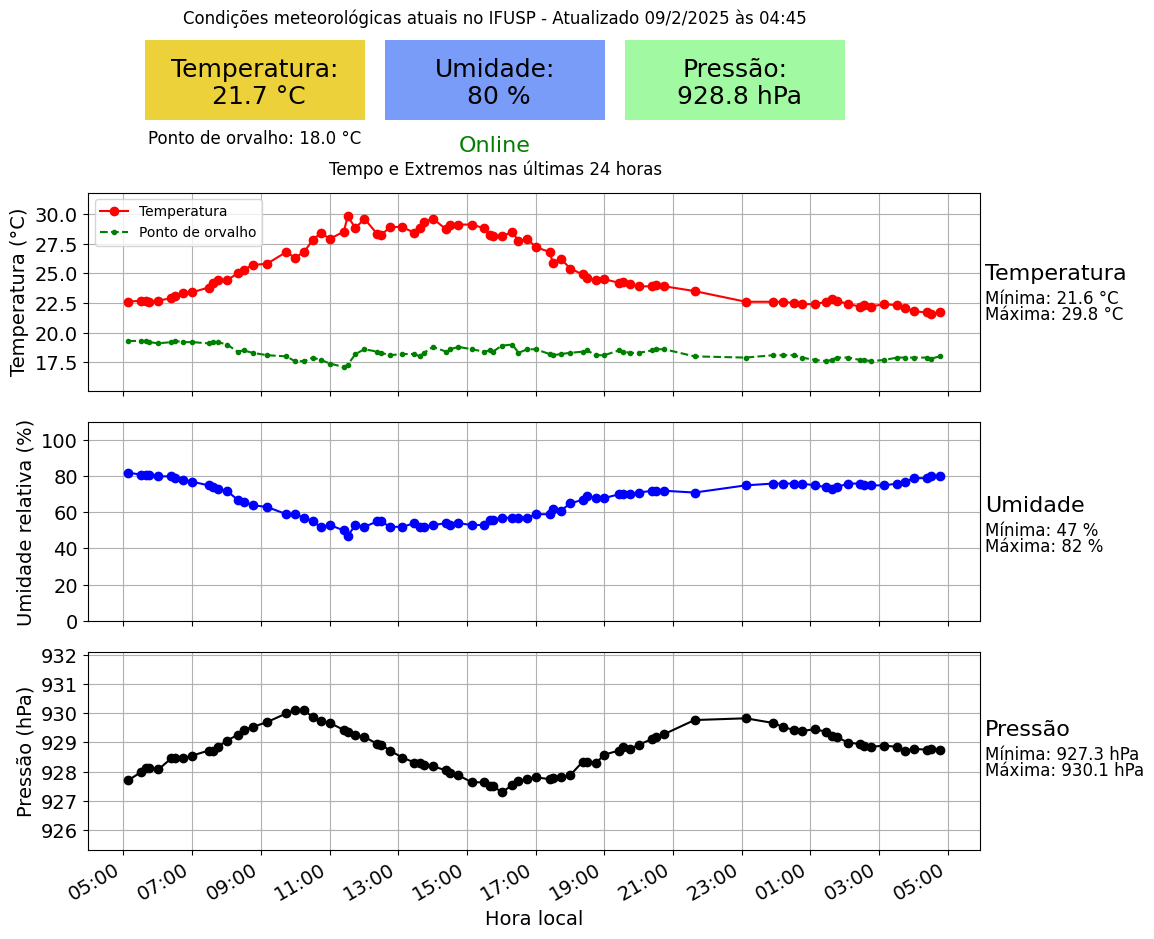 Condições meteorológicas atuais no IFUSP - Atualizado 09/2/2025 às 04:45
Temperatura:
21.7 °C
Umidade:
80 %
Pressão:
928.8 hPa
Ponto de orvalho: 18.0 °C
Online
Tempo e Extremos nas últimas 24 horas
Temperatura (°C)
30.0
27.5
25.0
22.5
20.0
17.5
Temperatura
Ponto de orvalho
Temperatura
Mínima: 21.6 °C
Máxima: 29.8 °C
Umidade relativa (%)
100
80
60
40
20
0
Umidade
Mínima: 47 %
Máxima: 82 %
Pressão (hPa)
932
931
930
929
928
927
926
Pressão
Mínima: 927.3 hPa
Máxima: 930.1 hPa
05:00
07:00
09:00
11:00
13:00
15:00
17:00
19:00
21:00
23:00
01:00
03:00
05:00
Hora local